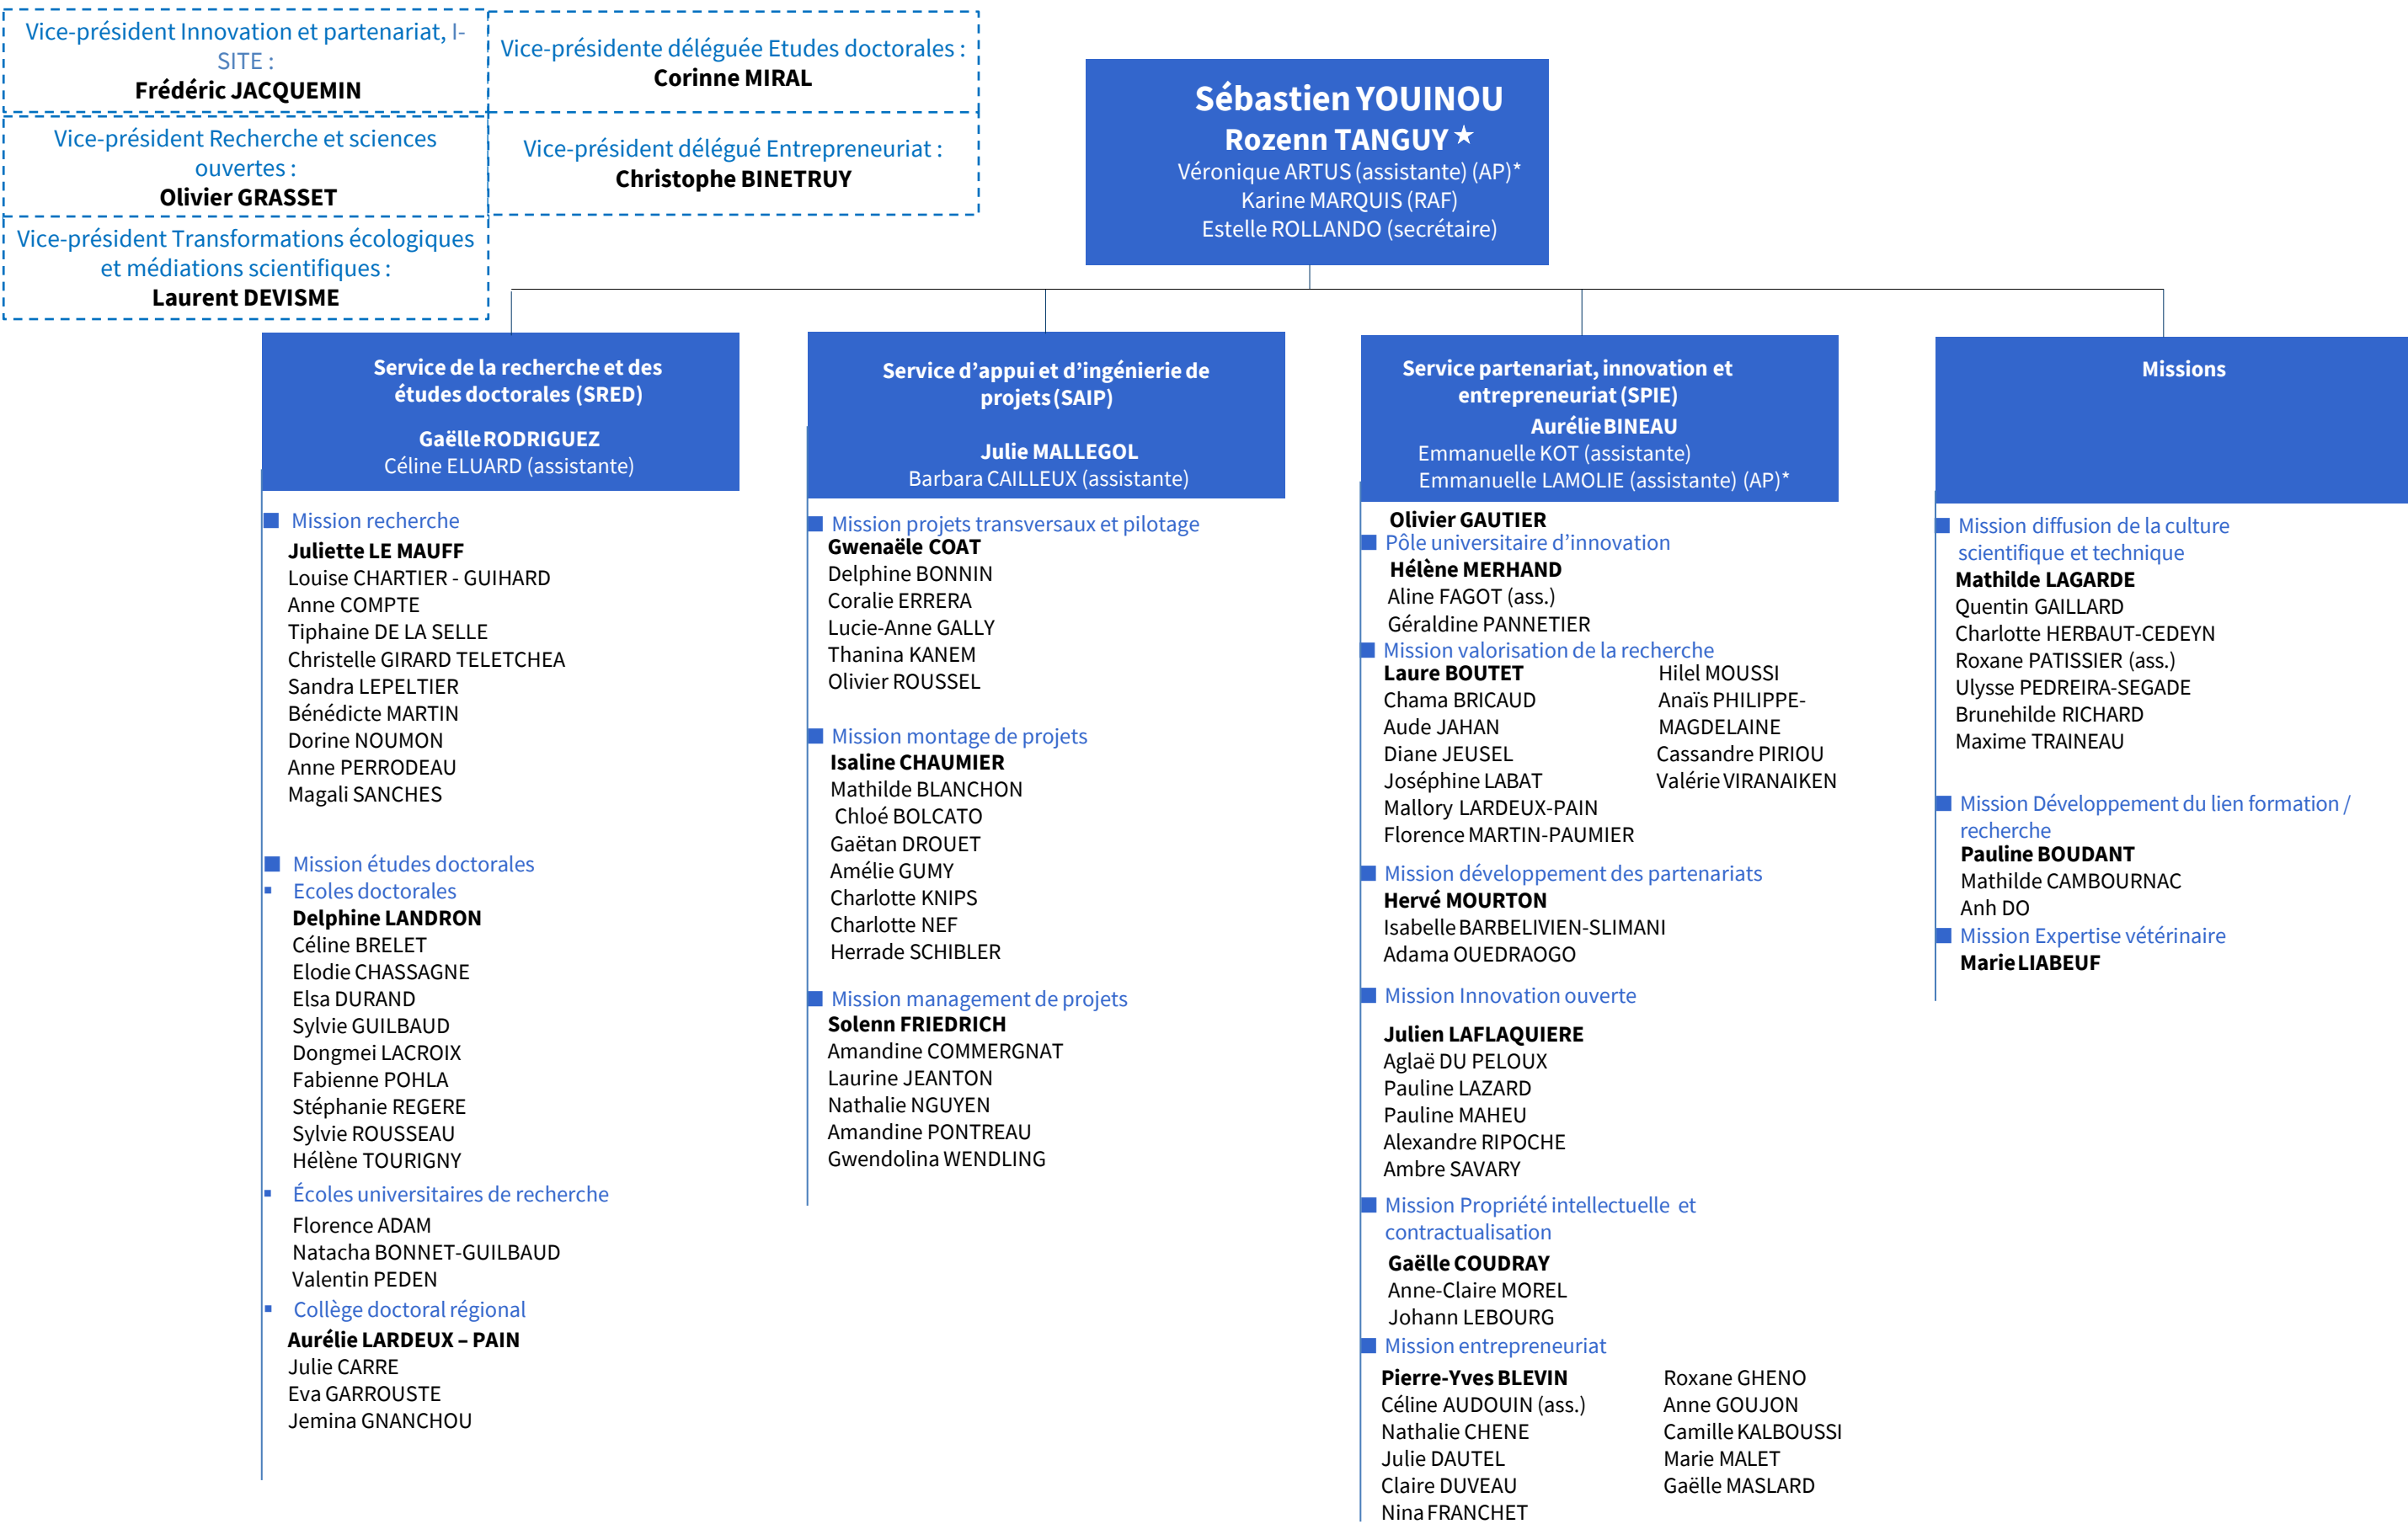 Vice-président Innovation et partenariat, I-
SITE :
Frédéric JACQUEMIN
Vice-présidente déléguée Etudes doctorales :
Corinne MIRAL
Vice-président Recherche et sciences
ouvertes :
Olivier GRASSET
Vice-président délégué Entrepreneuriat :
Christophe BINETRUY
Vice-président Transformations écologiques
et médiations scientifiques :
Laurent DEVISME
Sébastien YOUINOU
Rozenn TANGUY ★
Véronique ARTUS (assistante) (AP)*
Karine MARQUIS (RAF)
Estelle ROLLANDO (secrétaire)
Service de la recherche et des
études doctorales (SRED)
Gaëlle RODRIGUEZ
Céline ELUARD (assistante)
Mission recherche
Juliette LE MAUFF
Louise CHARTIER - GUIHARD
Anne COMPTE
Tiphaine DE LA SELLE
Christelle GIRARD TELETCHEA
Sandra LEPELTIER
Bénédicte MARTIN
Dorine NOUMON
Anne PERRODEAU
Magali SANCHES
Mission études doctorales
Ecoles doctorales
Delphine LANDRON
Céline BRELET
Elodie CHASSAGNE
Elsa DURAND
Sylvie GUILBAUD
Dongmei LACROIX
Fabienne POHLA
Stéphanie REGERE
Sylvie ROUSSEAU
Hélène TOURIGNY
Écoles universitaires de recherche
Florence ADAM
Natacha BONNET-GUILBAUD
Valentin PEDEN
Collège doctoral régional
Aurélie LARDEUX – PAIN
Julie CARRE
Eva GARROUSTE
Jemina GNANCHOU
Service d’appui et d’ingénierie de
projets (SAIP)
Julie MALLEGOL
Barbara CAILLEUX (assistante)
Mission projets transversaux et pilotage
Gwenaële COAT
Delphine BONNIN
Coralie ERRERA
Lucie-Anne GALLY
Thanina KANEM
Olivier ROUSSEL
Mission montage de projets
Isaline CHAUMIER
Mathilde BLANCHON
Chloé BOLCATO
Gaëtan DROUET
Amélie GUMY
Charlotte KNIPS
Charlotte NEF
Herrade SCHIBLER
Mission management de projets
Solenn FRIEDRICH
Amandine COMMERGNAT
Laurine JEANTON
Nathalie NGUYEN
Amandine PONTREAU
Gwendolina WENDLING
Service partenariat, innovation et
entrepreneuriat (SPIE)
Aurélie BINEAU
Emmanuelle KOT (assistante)
Emmanuelle LAMOLIE (assistante) (AP)*
Olivier GAUTIER
Pôle universitaire d’innovation
Hélène MERHAND
Aline FAGOT (ass.)
Géraldine PANNETIER
Mission valorisation de la recherche
Laure BOUTET
Chama BRICAUD
Aude JAHAN
Diane JEUSEL
Joséphine LABAT
Mallory LARDEUX-PAIN
Florence MARTIN-PAUMIER
Hilel MOUSSI
Anaïs PHILIPPE-
MAGDELAINE
Cassandre PIRIOU
Valérie VIRANAIKEN
Mission développement des partenariats
Hervé MOURTON
Isabelle BARBELIVIEN-SLIMANI
Adama OUEDRAOGO
Mission Innovation ouverte
Julien LAFLAQUIERE
Aglaë DU PELOUX
Pauline LAZARD
Pauline MAHEU
Alexandre RIPOCHE
Ambre SAVARY
Mission Propriété intellectuelle et
contractualisation
Gaëlle COUDRAY
Anne-Claire MOREL
Johann LEBOURG
Mission entrepreneuriat
Pierre-Yves BLEVIN
Céline AUDOUIN (ass.)
Nathalie CHENE
Julie DAUTEL
Claire DUVEAU
Nina FRANCHET
Roxane GHENO
Anne GOUJON
Camille KALBOUSSI
Marie MALET
Gaëlle MASLARD
Missions
Mission diffusion de la culture
scientifique et technique
Mathilde LAGARDE
Quentin GAILLARD
Charlotte HERBAUT-CEDEYN
Roxane PATISSIER (ass.)
Ulysse PEDREIRA-SEGADE
Brunehilde RICHARD
Maxime TRAINEAU
Mission Développement du lien formation /
recherche
Pauline BOUDANT
Mathilde CAMBOURNAC
Anh DO
Mission Expertise vétérinaire
Marie LIABEUF